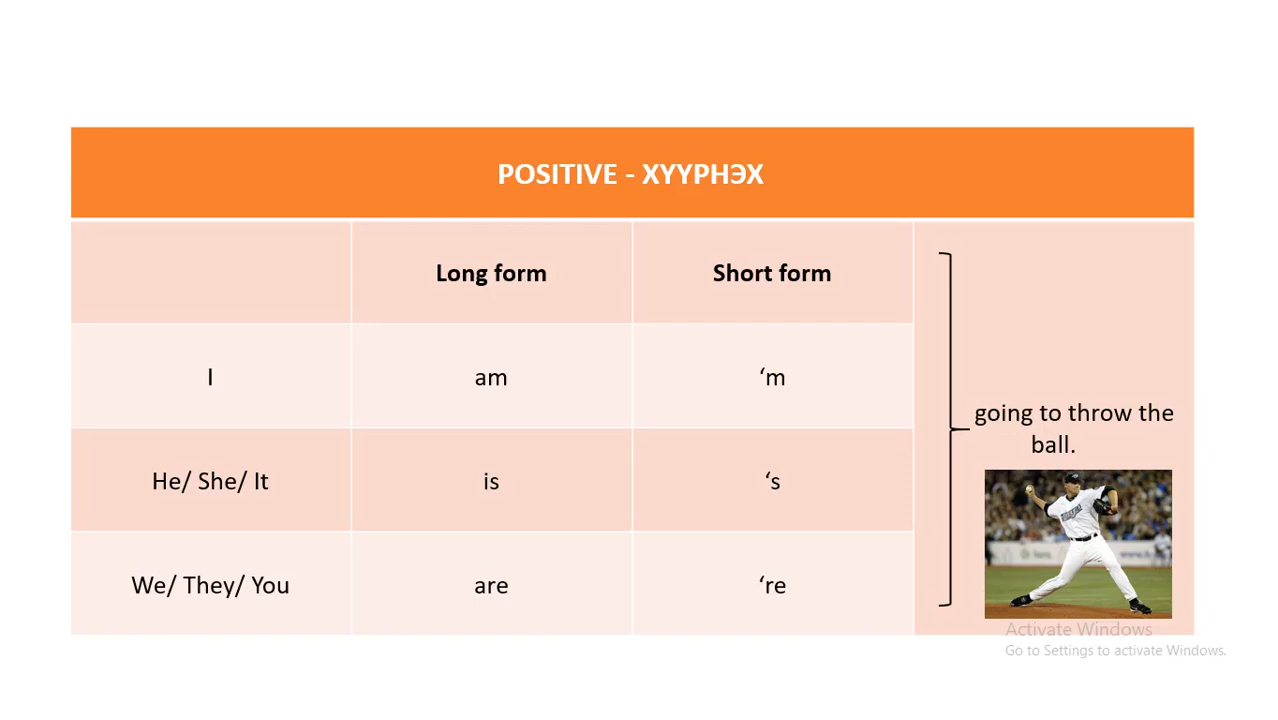 POSITIVE - ХҮҮРНЭХ
Long form
Short form
I
am
‘m
He/ She/ It
is
‘s
We/ They/ You
are
‘re
going to throw the
ball.
Activate Windows
Go to Settings to activate Windows.